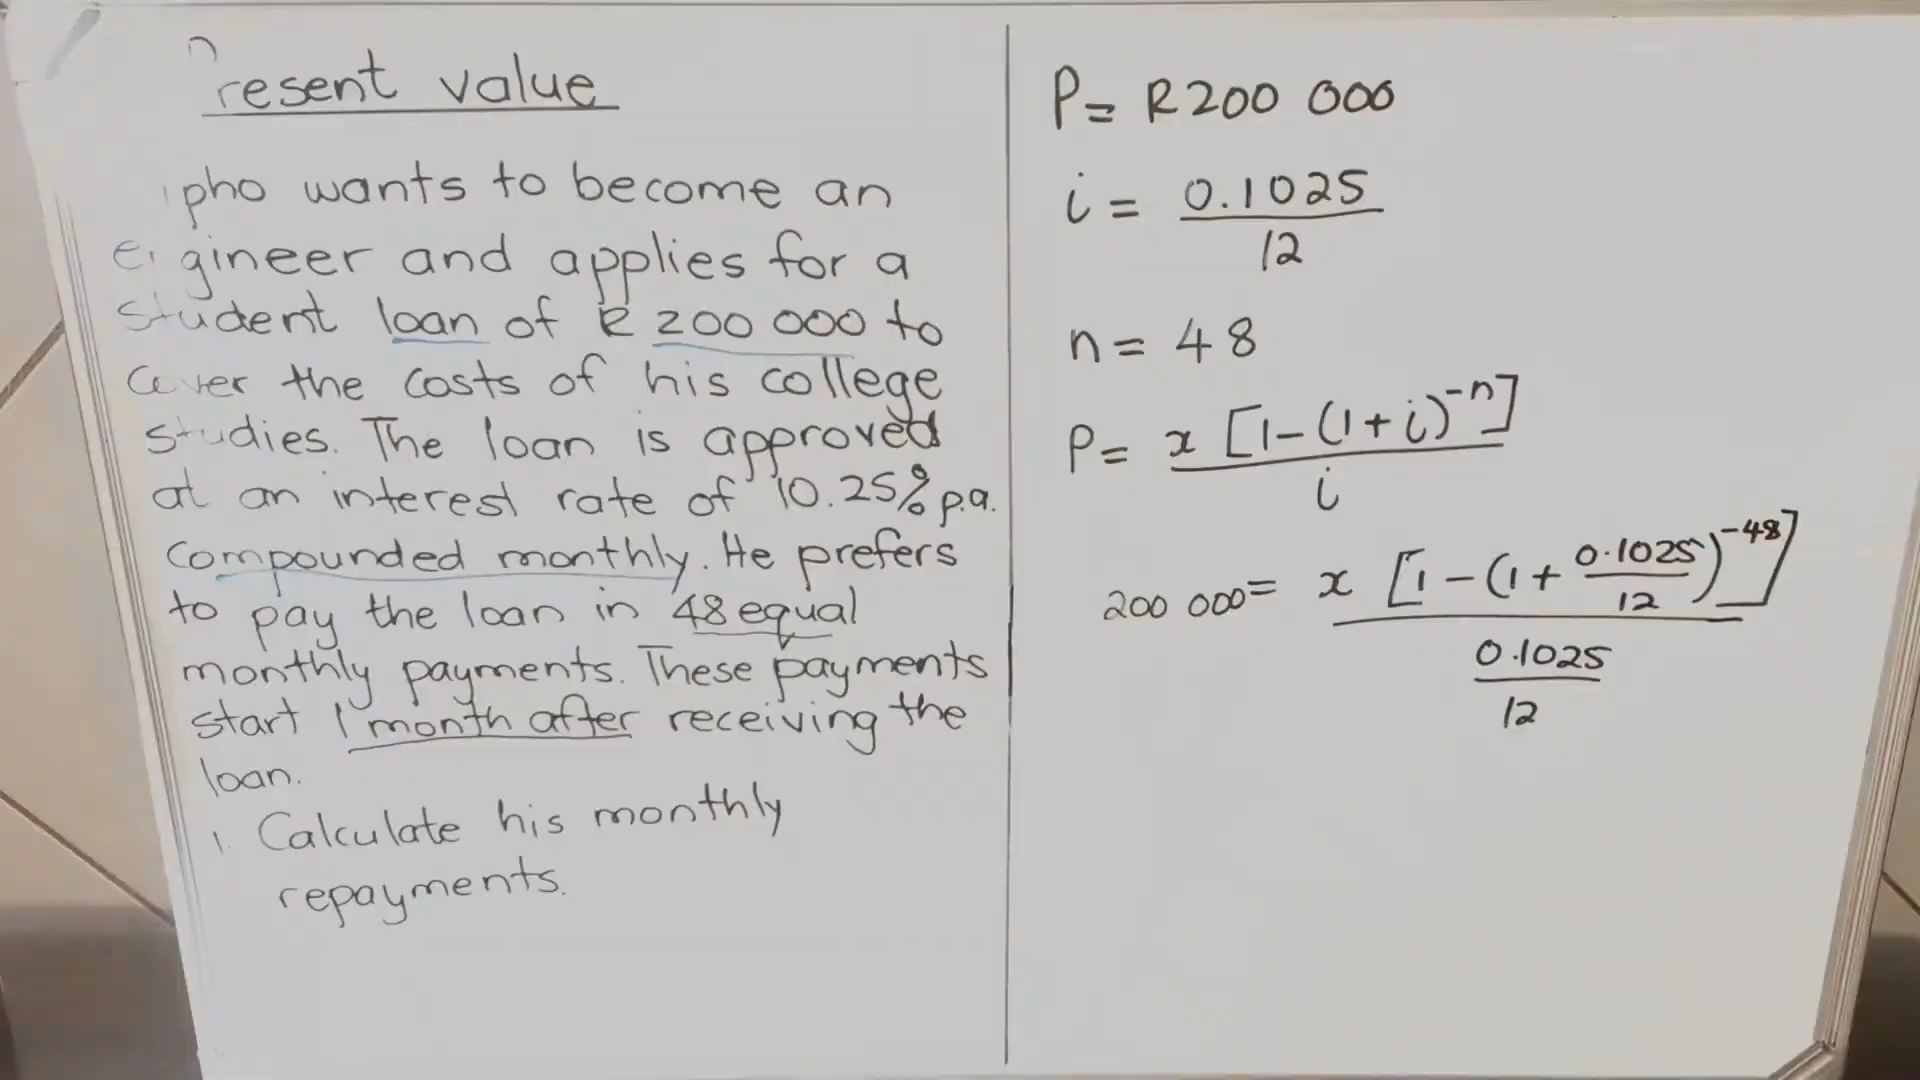 resent value
pho wants to become an
gineer and applies for a
student loan of R200 000 to
cover the costs of his college
studies. The loan is approved
at an interest rate of 10.25% p.a.
compounded monthly. He prefers
to pay the loan in 48 equal
monthly payments. These payments
start 1 month after receiving the
loan.
1. Calculate his monthly
repayments.
P = R200 000
i = 0.1025
12
n = 48
P = x [1-(1+i)^-n]
i
200 000 = x [1-(1+ 0.1025/12)^-48]
0.1025
12